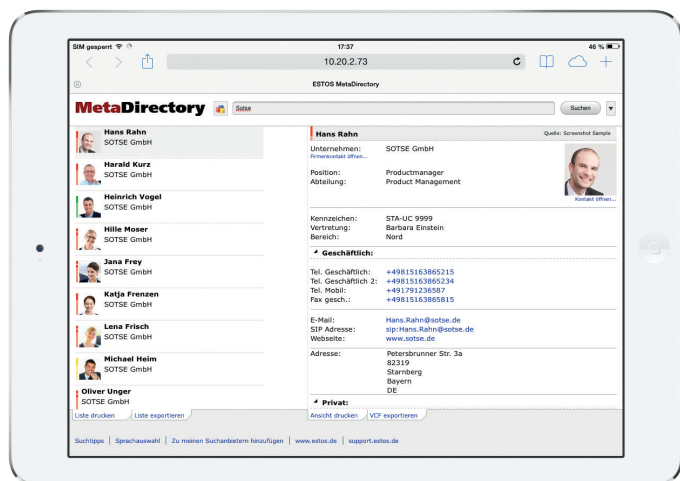 SIM gesperrt 17:37 46 %
10.20.2.73
ESTOS MetaDirectory
MetaDirectory Sotse Suchen
Hans Rahn
SOTSE GmbH
Harald Kurz
SOTSE GmbH
Heinrich Vogel
SOTSE GmbH
Hille Moser
SOTSE GmbH
Jana Frey
SOTSE GmbH
Katja Frenzen
SOTSE GmbH
Lena Frisch
SOTSE GmbH
Michael Heim
SOTSE GmbH
Oliver Unger
SOTSE GmbH
Liste drucken Liste exportieren
Hans Rahn Quelle: Screenshot Sample
Unternehmen: SOTSE GmbH
Firmenkontakt öffnen...
Position: Productmanager
Abteilung: Product Management
Kontakt öffnen...
Kennzeichen: STA-UC 9999
Vertretung: Barbara Einstein
Bereich: Nord
Geschäftlich:
Tel. Geschäftlich: +49815163865215
Tel. Geschäftlich 2: +49815163865234
Tel. Mobil: +491791236587
Fax gesch.: +49815163865815
E-Mail: Hans.Rahn@sotse.de
SIP Adresse: sip:Hans.Rahn@sotse.de
Webseite: www.sotse.de
Adresse: Petersbrunner Str. 3a
82319
Starnberg
Bayern
DE
Privat:
Ansicht drucken VCF exportieren
Suchtipps | Sprachauswahl | Zu meinen Suchanbietern hinzufügen | www.estos.de | support.estos.de